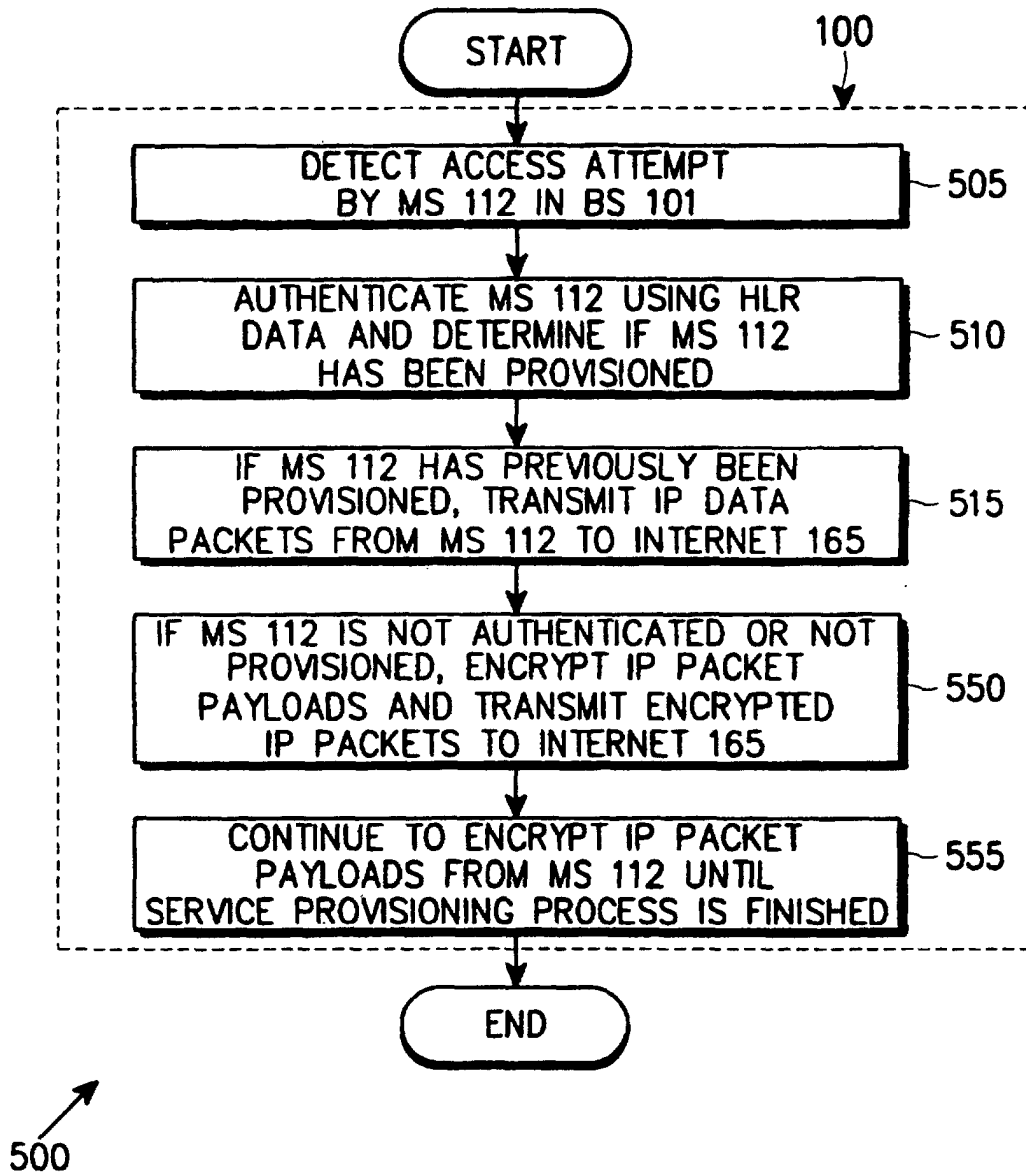 START
100
DETECT ACCESS ATTEMPT
BY MS 112 IN BS 101
505
AUTHENTICATE MS 112 USING HLR
DATA AND DETERMINE IF MS 112
HAS BEEN PROVISIONED
510
IF MS 112 HAS PREVIOUSLY BEEN
PROVISIONED, TRANSMIT IP DATA
PACKETS FROM MS 112 TO INTERNET 165
515
IF MS 112 IS NOT AUTHENTICATED OR NOT
PROVISIONED, ENCRYPT IP PACKET
PAYLOADS AND TRANSMIT ENCRYPTED
IP PACKETS TO INTERNET 165
550
CONTINUE TO ENCRYPT IP PACKET
PAYLOADS FROM MS 112 UNTIL
SERVICE PROVISIONING PROCESS IS FINISHED
555
END
500